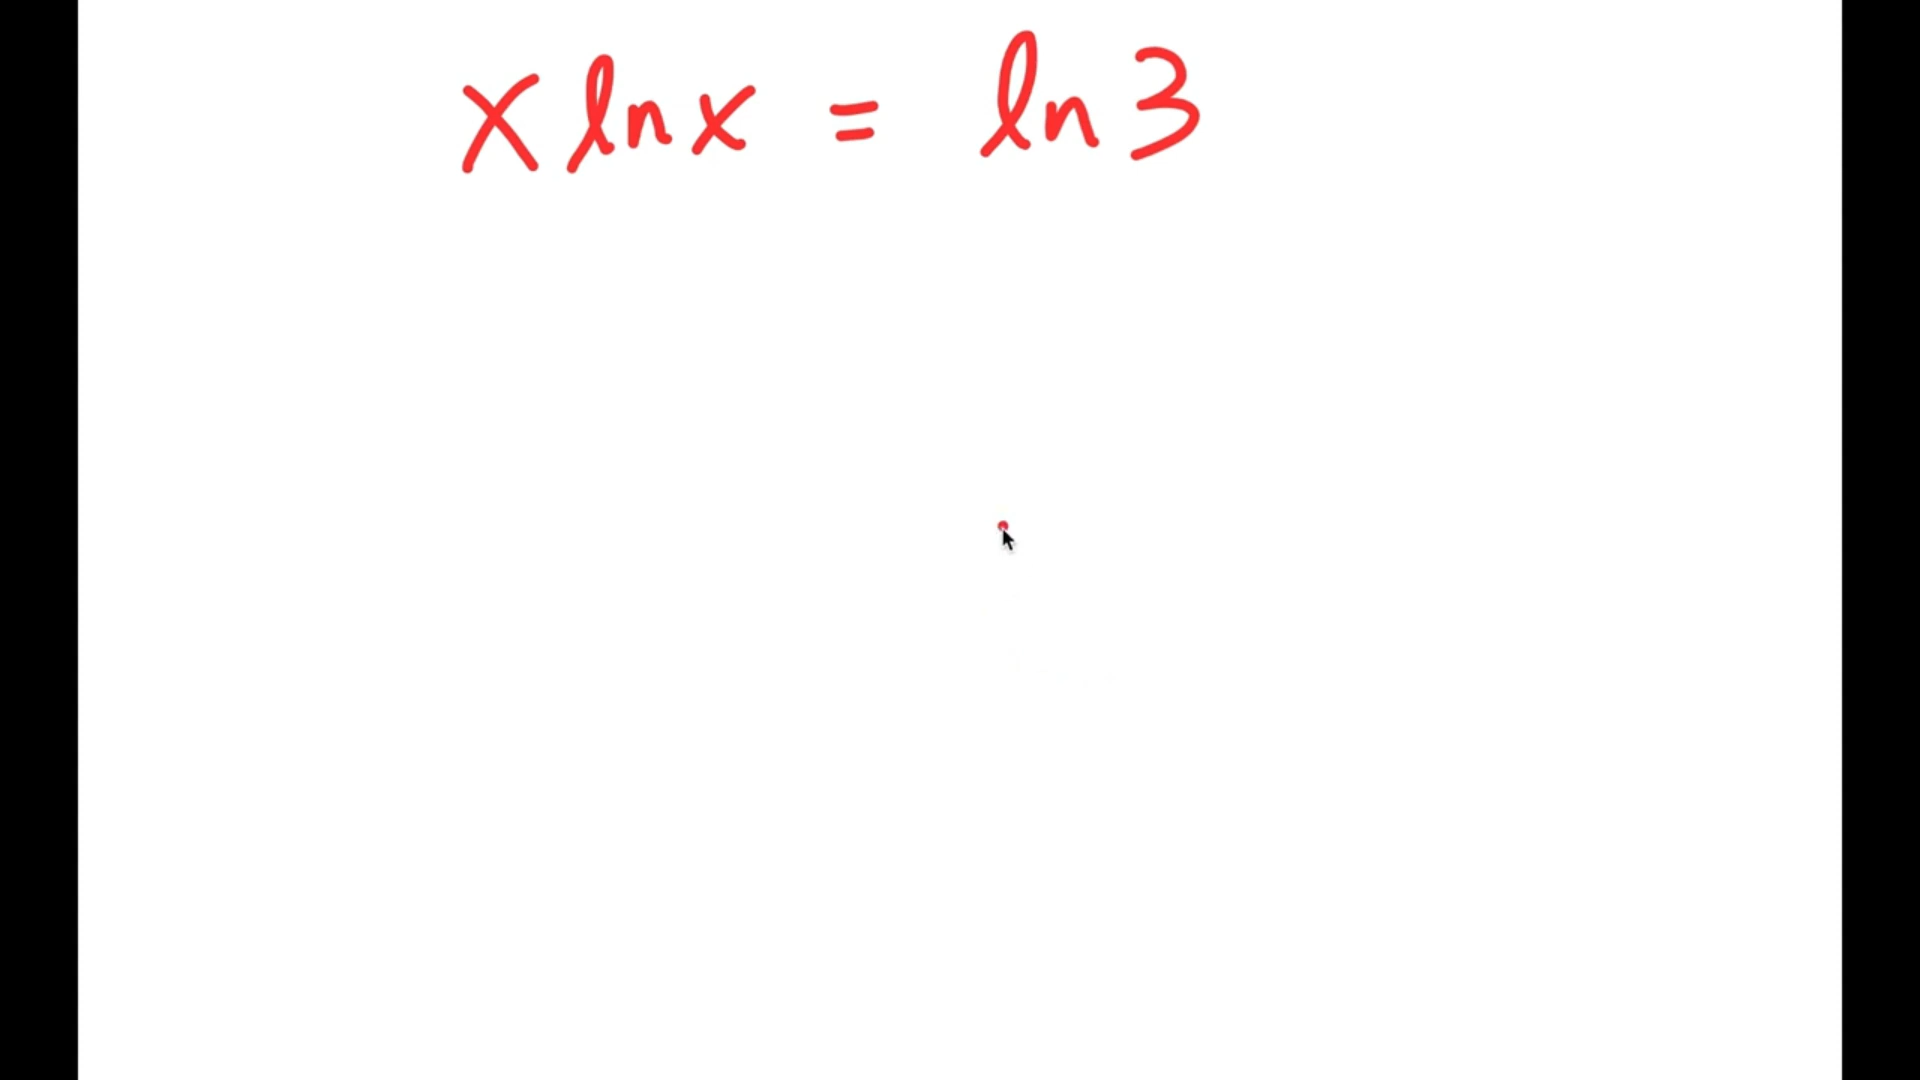 x ln x = ln 3